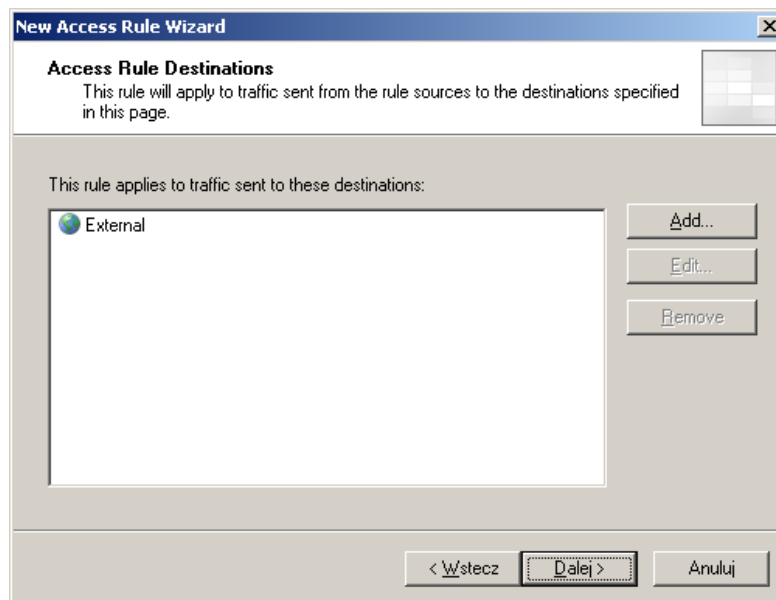 New Access Rule Wizard
Access Rule Destinations
This rule will apply to traffic sent from the rule sources to the destinations specified
in this page.
This rule applies to traffic sent to these destinations:
External
Add...
Edit...
Remove
< Wstecz
Dalej >
Anuluj